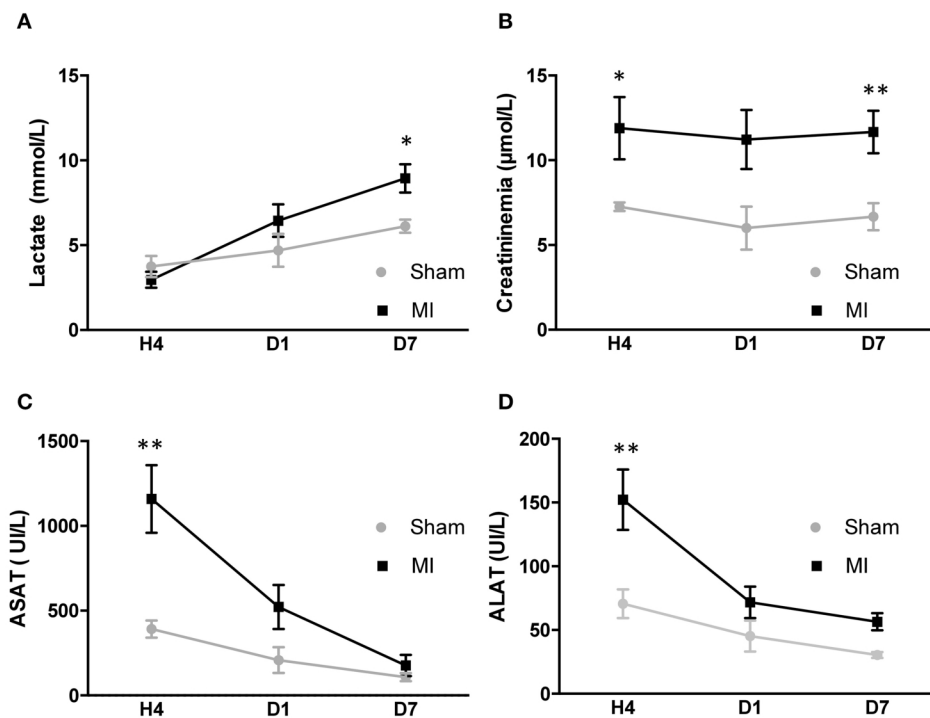 A
Lactate (mmol/L)
15
10
5
0
*
Sham
MI
H4 D1 D7
B
Creatininemia (µmol/L)
15
10
5
0
*
**
Sham
MI
H4 D1 D7
C
ASAT ( UI/L)
1500
1000
500
0
**
Sham
MI
H4 D1 D7
D
ALAT (UI/L)
200
150
100
50
0
**
Sham
MI
H4 D1 D7